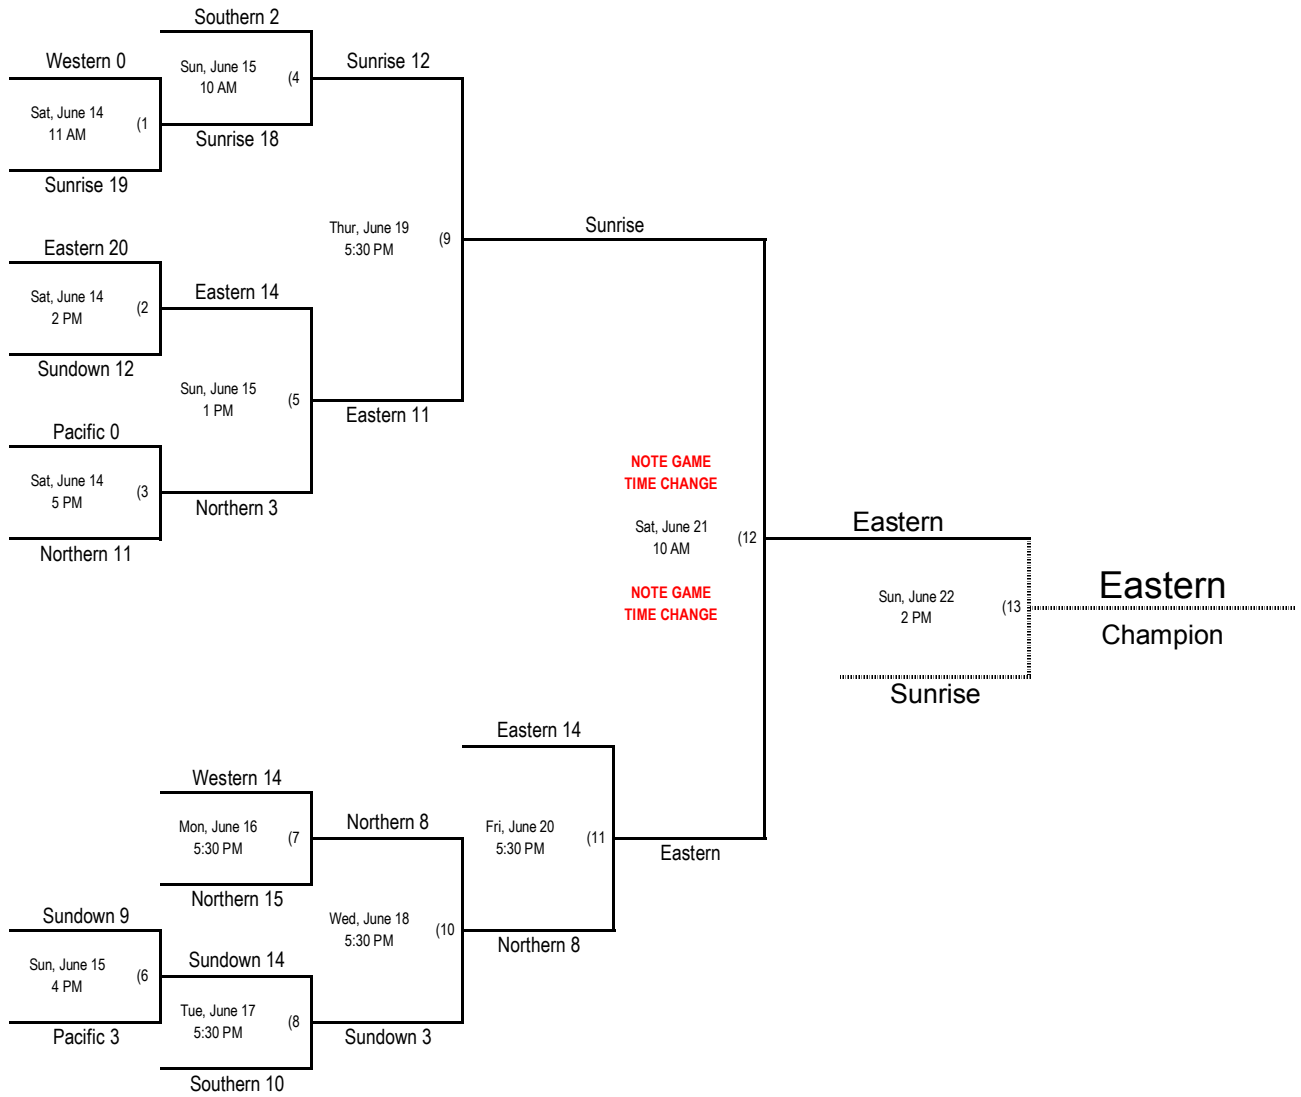 Southern 2
Western 0
Sun, June 15
10 AM
(4
Sunrise 12
Sat, June 14
11 AM
(1
Sunrise 18
Sunrise 19
Thur, June 19
5:30 PM
(9
Sunrise
Eastern 20
Sat, June 14
2 PM
(2
Eastern 14
Sundown 12
Sun, June 15
1 PM
(5
Eastern 11
Pacific 0
Sat, June 14
5 PM
(3
Northern 3
Northern 11
NOTE GAME
TIME CHANGE
Sat, June 21
10 AM
(12
NOTE GAME
TIME CHANGE
Eastern
Sun, June 22
2 PM
(13
Eastern
Champion
Sunrise
Eastern 14
Western 14
Mon, June 16
5:30 PM
(7
Northern 8
Fri, June 20
5:30 PM
(11
Eastern
Northern 15
Sundown 9
Wed, June 18
5:30 PM
(10
Northern 8
Sun, June 15
4 PM
(6
Sundown 14
Pacific 3
Tue, June 17
5:30 PM
(8
Sundown 3
Southern 10